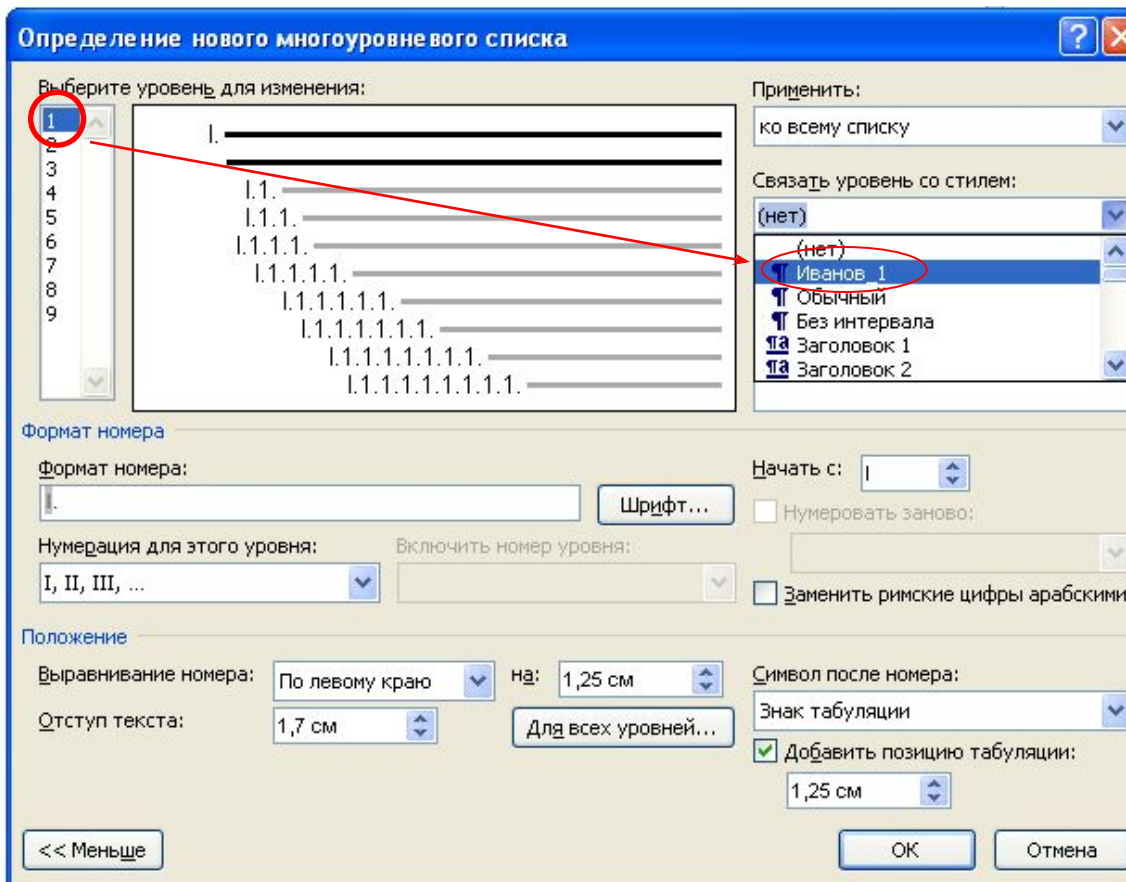 Определение нового многоуровневого списка
Выберите уровень для изменения:
1
2
3
4
5
6
7
8
9
I.
I.1.
I.1.1.
I.1.1.1.
I.1.1.1.1.
I.1.1.1.1.1.
I.1.1.1.1.1.1.
I.1.1.1.1.1.1.1.
I.1.1.1.1.1.1.1.1.
Применить:
ко всему списку
Связать уровень со стилем:
(нет)
(нет)
¶ Иванов_1
¶ Обычный
¶ Без интервала
¶a Заголовок 1
¶a Заголовок 2
Формат номера
Формат номера:
I.
Шрифт...
Начать с: I
Нумеровать заново:
Нумерация для этого уровня:
Включить номер уровня:
I, II, III, ...
Заменить римские цифры арабскими
Положение
Выравнивание номера: По левому краю на: 1,25 см
Символ после номера:
Отступ текста: 1,7 см Для всех уровней...
Знак табуляции
Добавить позицию табуляции:
1,25 см
<< Меньше
ОК
Отмена